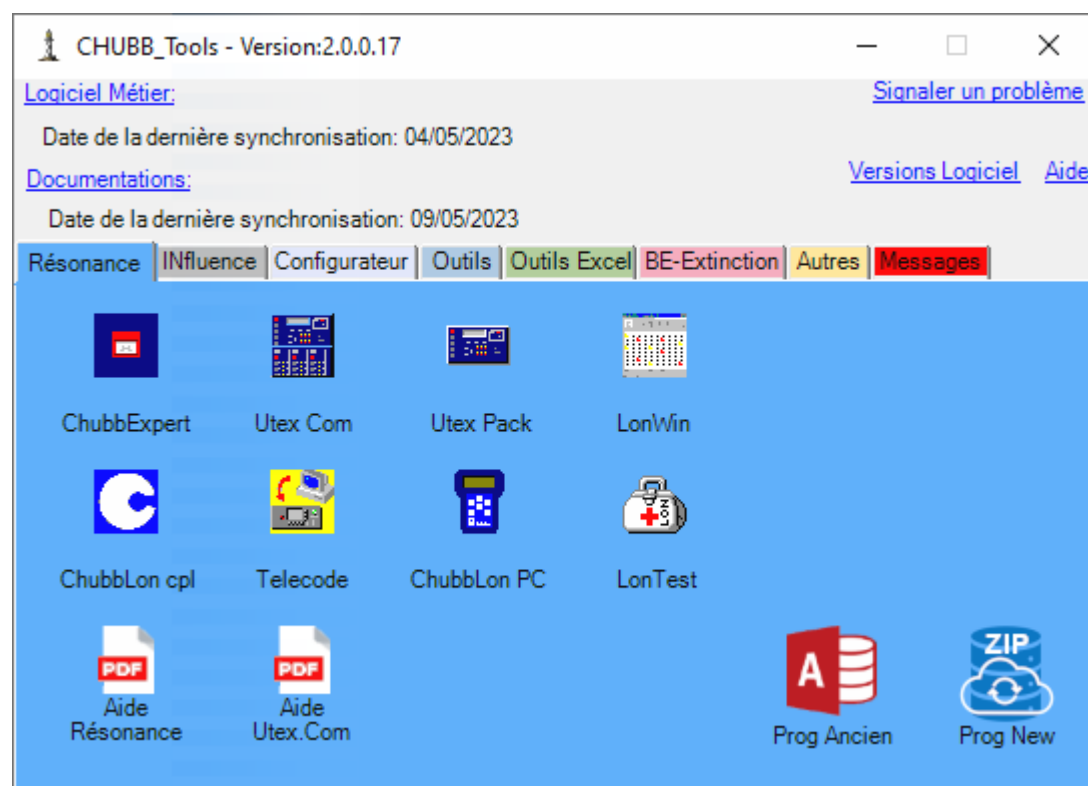 CHUBB_Tools - Version:2.0.0.17
Logiciel Métier:
Signaler un problème
Date de la dernière synchronisation: 04/05/2023
Documentations:
Versions Logiciel Aide
Date de la dernière synchronisation: 09/05/2023
Résonance INfluence Configurateur Outils Outils Excel BE-Extinction Autres Messages
ChubbExpert Utex Com Utex Pack LonWin
ChubbLon cpl Telecode ChubbLon PC LonTest
PDF PDF A ZIP
Aide Résonance
Aide Utex.Com
Prog Ancien Prog New